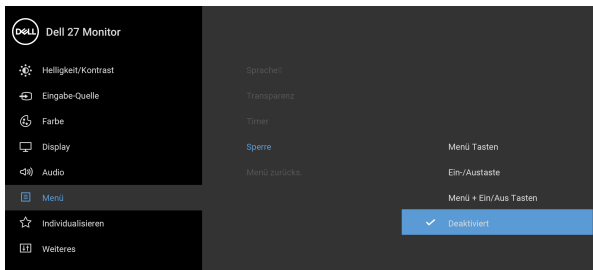 DELL Dell 27 Monitor
Helligkeit/Kontrast
Eingabe-Quelle
Farbe
Display
Audio
Menü
Individualisieren
Weiteres
Sprache‎n
Transparenz
Timer
Sperre
Menü zurücks.
Menü Tasten
Ein-/Austaste
Menü + Ein/Aus Tasten
Deaktiviert